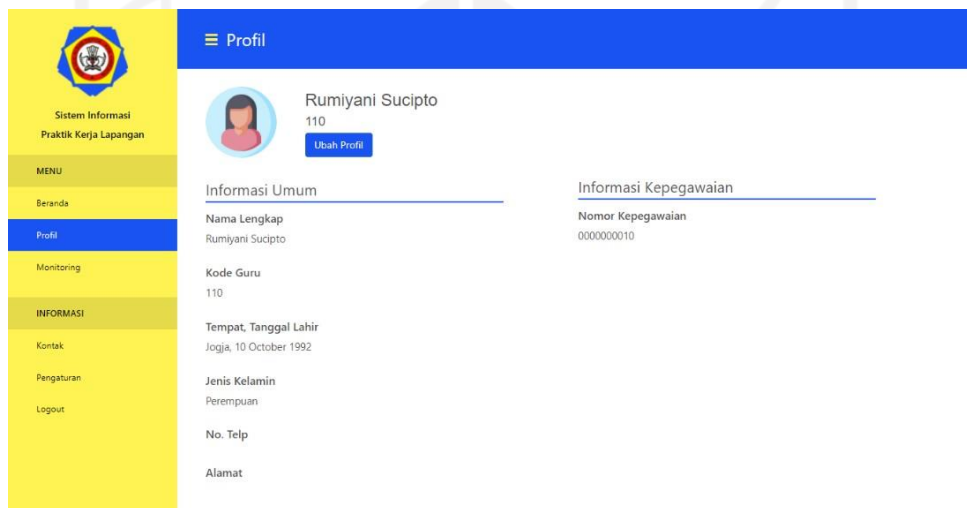 Sistem Informasi
Praktik Kerja Lapangan
MENU
Beranda
Profil
Monitoring
INFORMASI
Kontak
Pengaturan
Logout
Profil
Rumiyani Sucipto
110
Ubah Profil
Informasi Umum
Nama Lengkap
Rumiyani Sucipto
Kode Guru
110
Tempat, Tanggal Lahir
Jogja, 10 October 1992
Jenis Kelamin
Perempuan
No. Telp
Alamat
Informasi Kepegawaian
Nomor Kepegawaian
0000000010